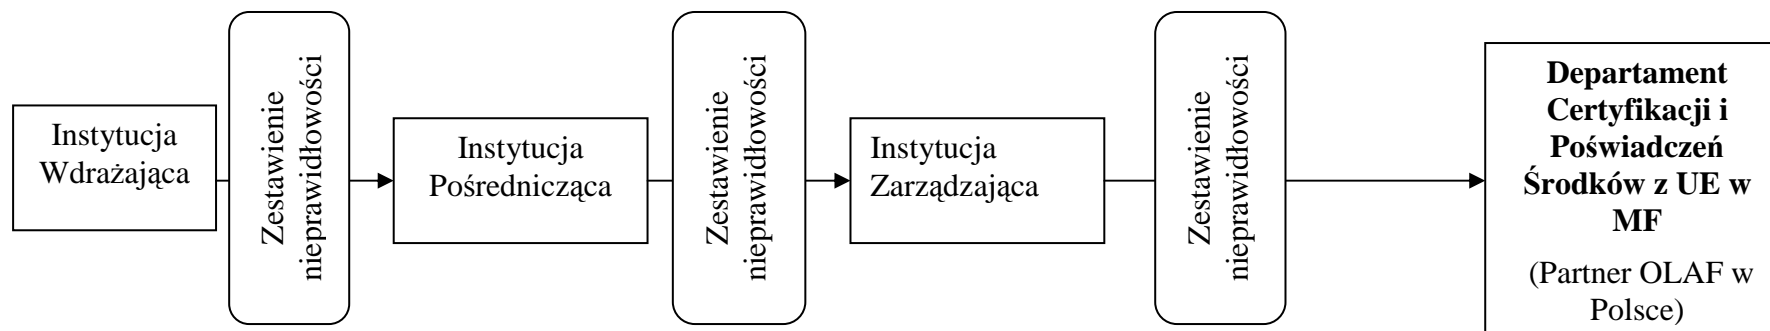 Instytucja
Wdrażająca
Zestawienie
nieprawidłowości
Instytucja
Pośrednicząca
Zestawienie
nieprawidłowości
Instytucja
Zarządzająca
Zestawienie
nieprawidłowości
Departament
Certyfikacji i
Poświadczeń
Środków z UE w
MF
(Partner OLAF w
Polsce)